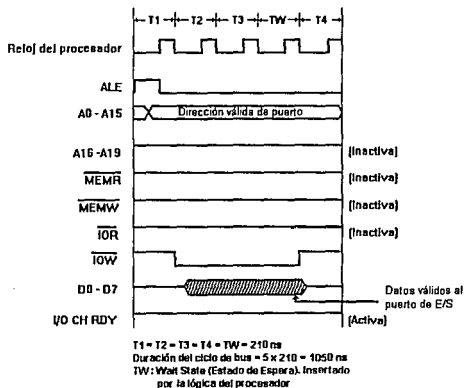 T1 T2 T3 TW T4
Reloj del procesador
ALE
A0 - A15 Dirección válida de puerto
A16 -A19 (Inactiva)
MEMR (Inactiva)
MEMW (Inactiva)
IOR (Inactiva)
IOW
D0 - D7 Datos válidos al
puerto de E/S
I/O CH RDY (Activa)
T1 = T2 = T3 = T4 = TW = 210 ns
Duración del ciclo de bus = 5 x 210 = 1050 ns
TW : Wait State (Estado de Espera). Insertado
por la lógica del procesador